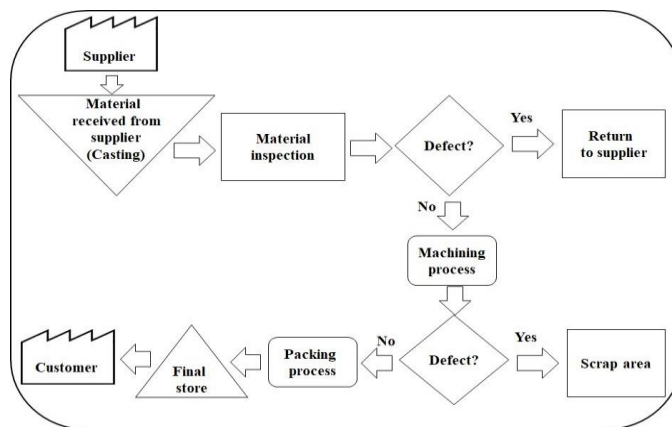 Supplier
Material
received from
supplier
(Casting)
Material
inspection
Defect?
Yes
Return
to supplier
No
Machining
process
Defect?
Yes
Scrap area
No
Packing
process
Final
store
Customer